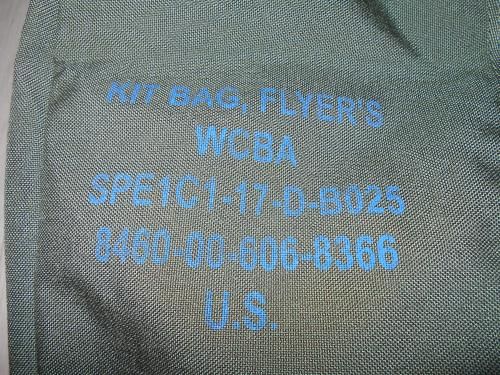 KIT BAG, FLYER'S
WCBA
SPE1C1-17-D-B025
8460-00-606-8366
U.S.